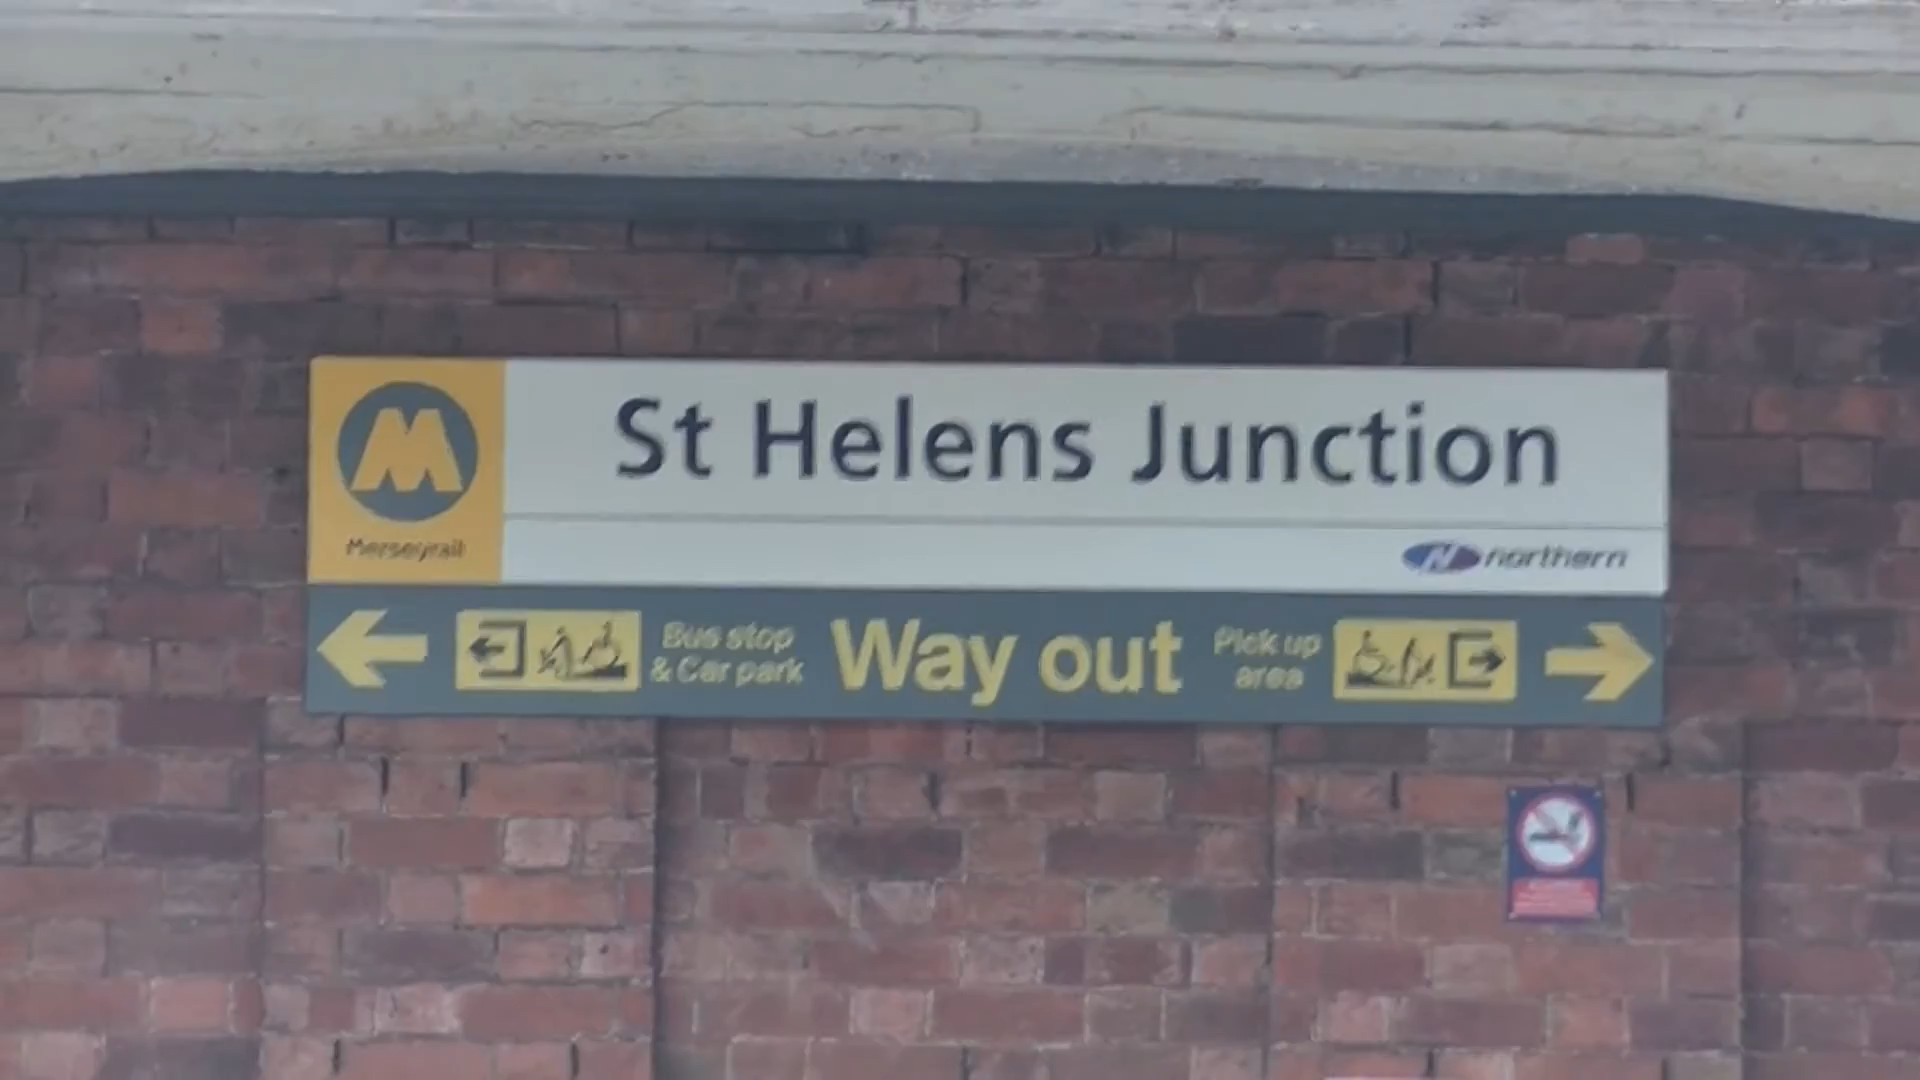 St Helens Junction
Merseyrail
northern
Bus stop
& Car park
Way out
Pick up
area